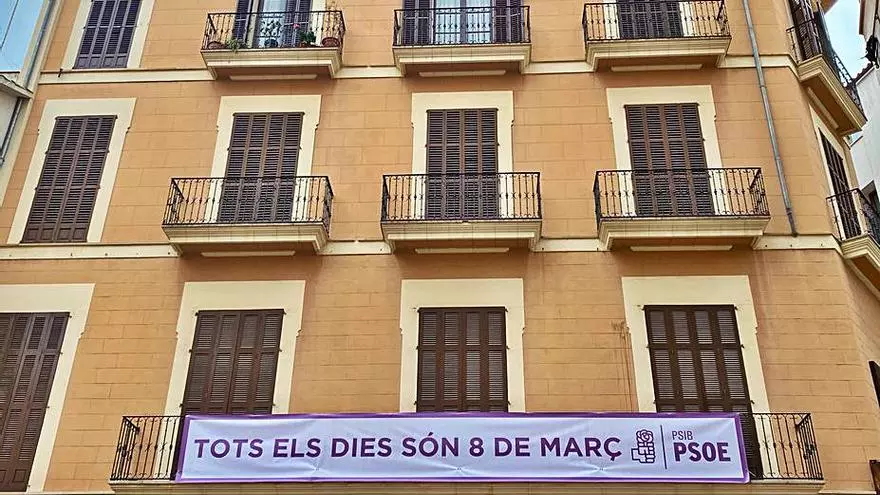 TOTS ELS DIES SÓN 8 DE MARÇ
PSIB
PSOE